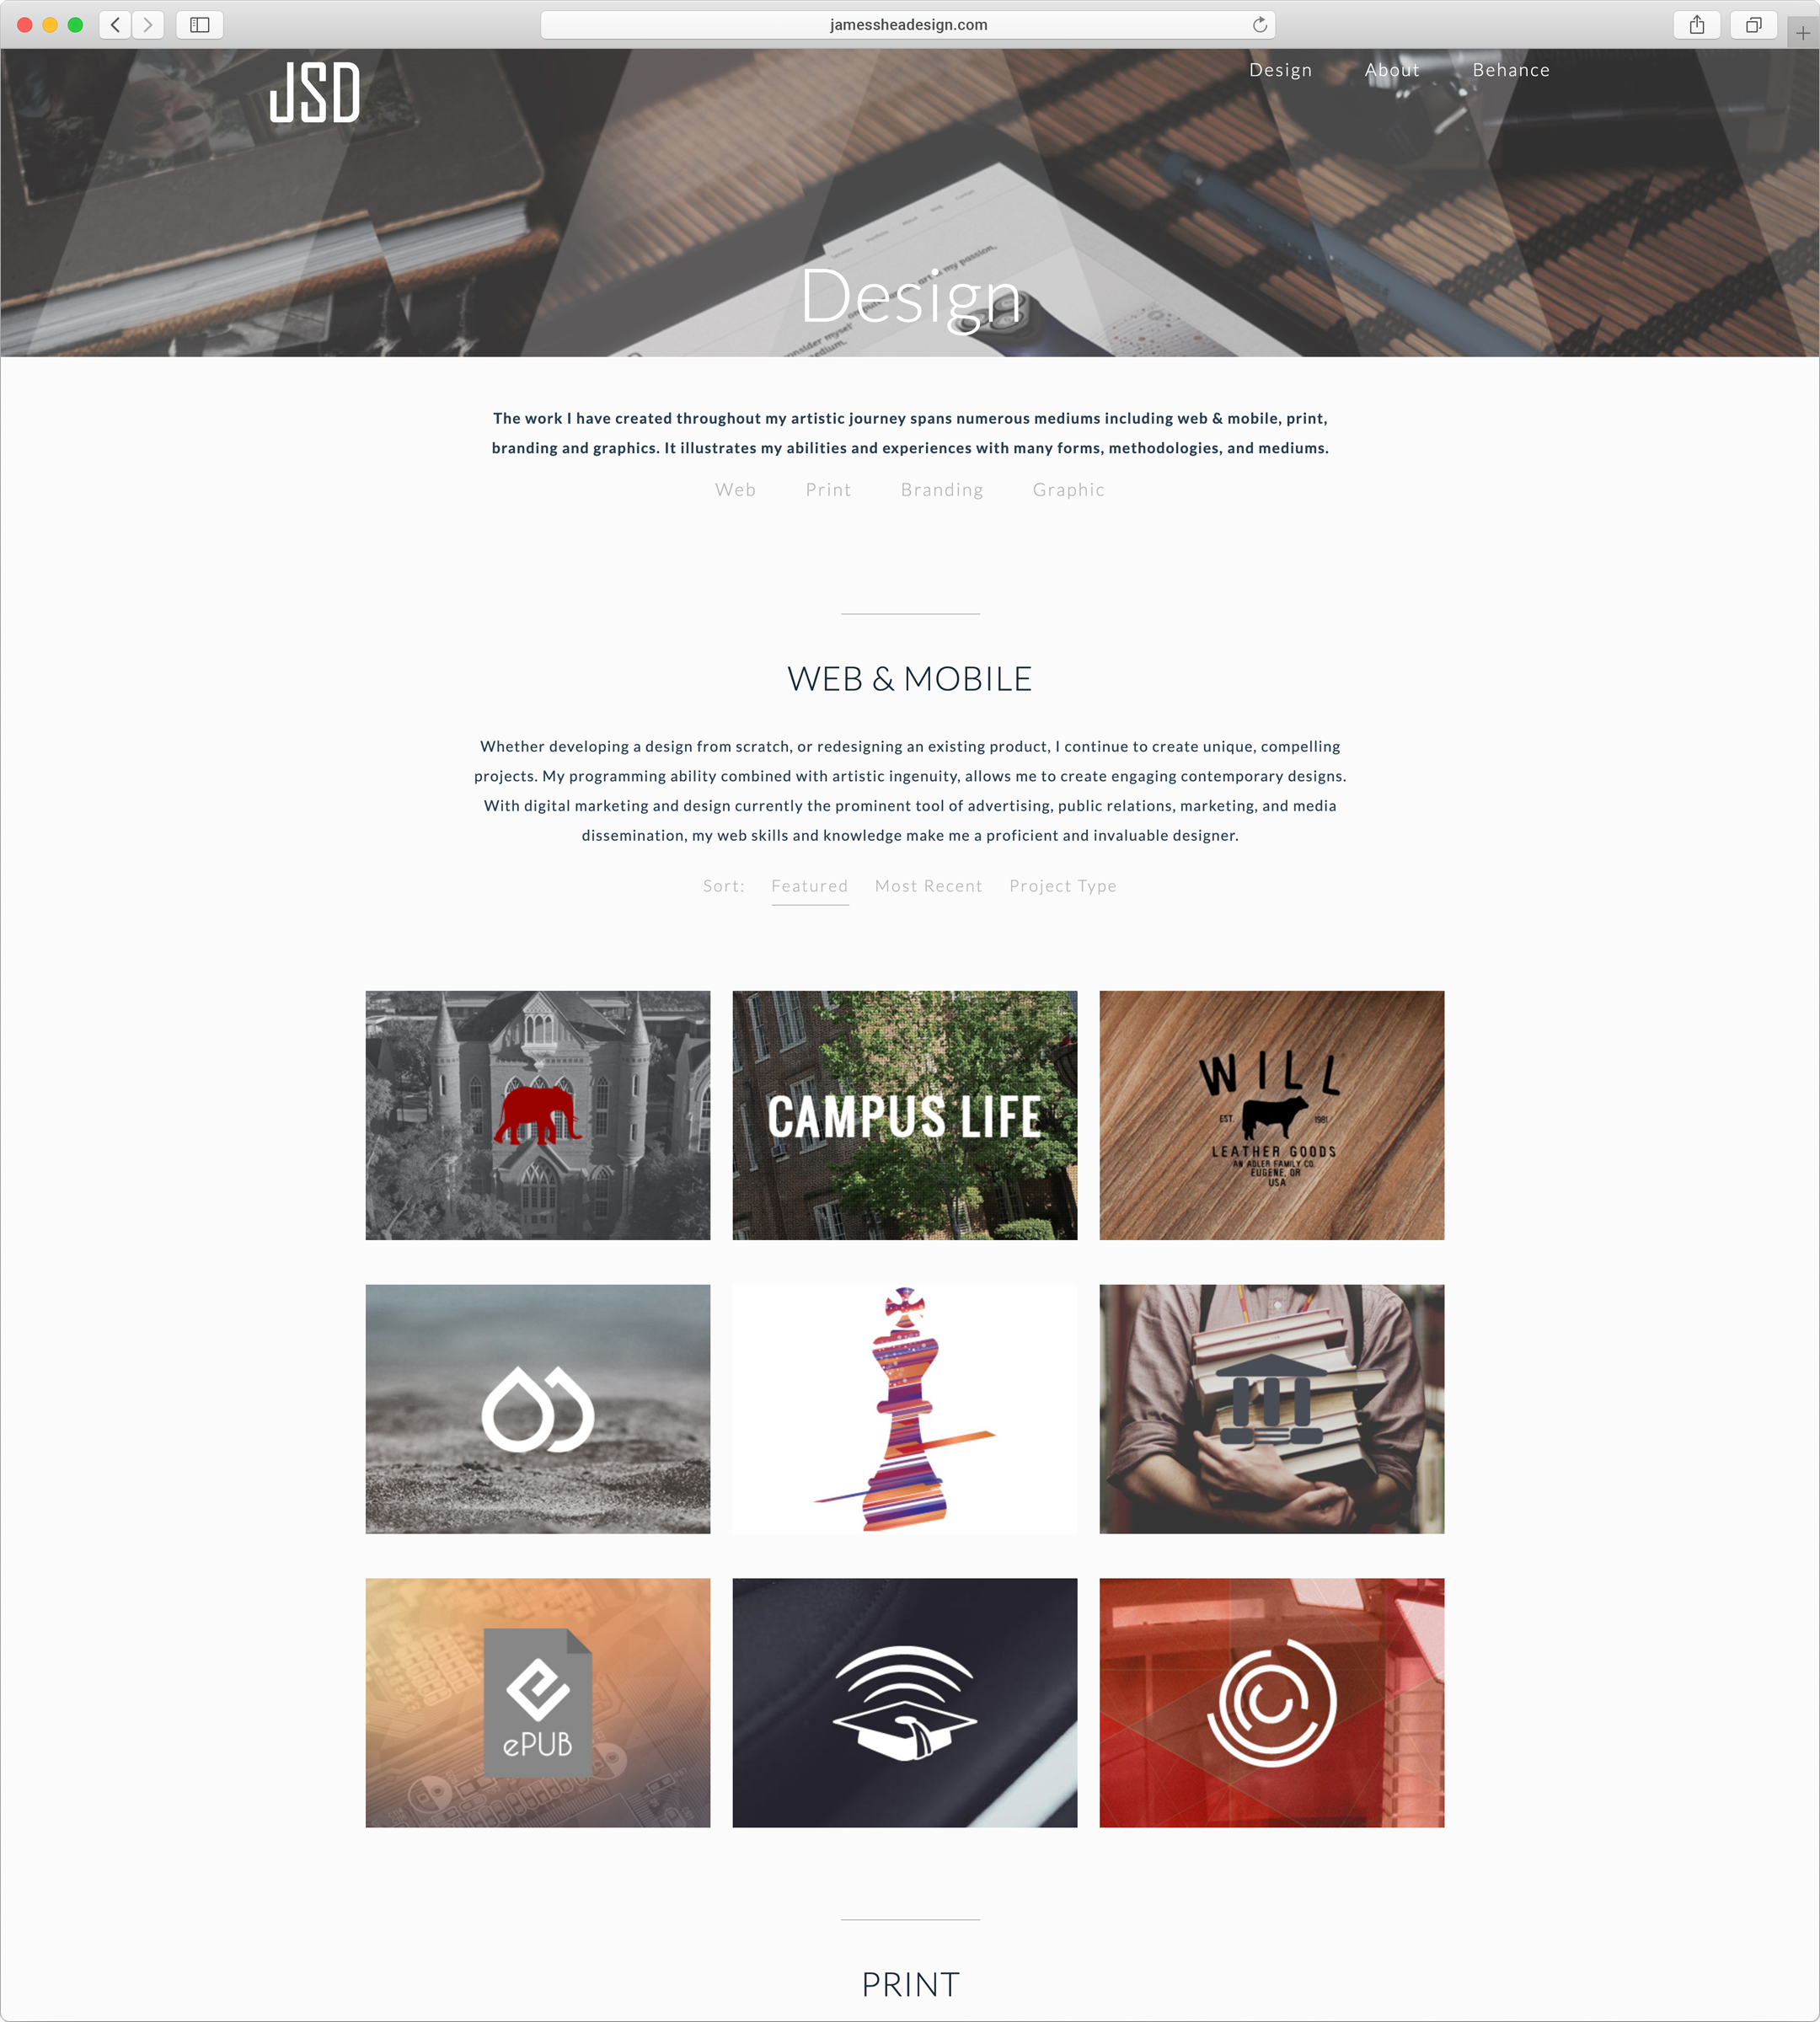 jamessheadesign.com
JSD
Design
About
Behance
my passion,
Design
The work I have created throughout my artistic journey spans numerous mediums including web & mobile, print,
branding and graphics. It illustrates my abilities and experiences with many forms, methodologies, and mediums.
Web
Print
Branding
Graphic
WEB & MOBILE
Whether developing a design from scratch, or redesigning an existing product, I continue to create unique, compelling
projects. My programming ability combined with artistic ingenuity, allows me to create engaging contemporary designs.
With digital marketing and design currently the prominent tool of advertising, public relations, marketing, and media
dissemination, my web skills and knowledge make me a proficient and invaluable designer.
Sort:
Featured
Most Recent
Project Type
CAMPUS LIFE
WILL
EST. 1981
LEATHER GOODS
AN ADLER FAMILY CO.
EUGENE, OR
USA
ePUB
PRINT